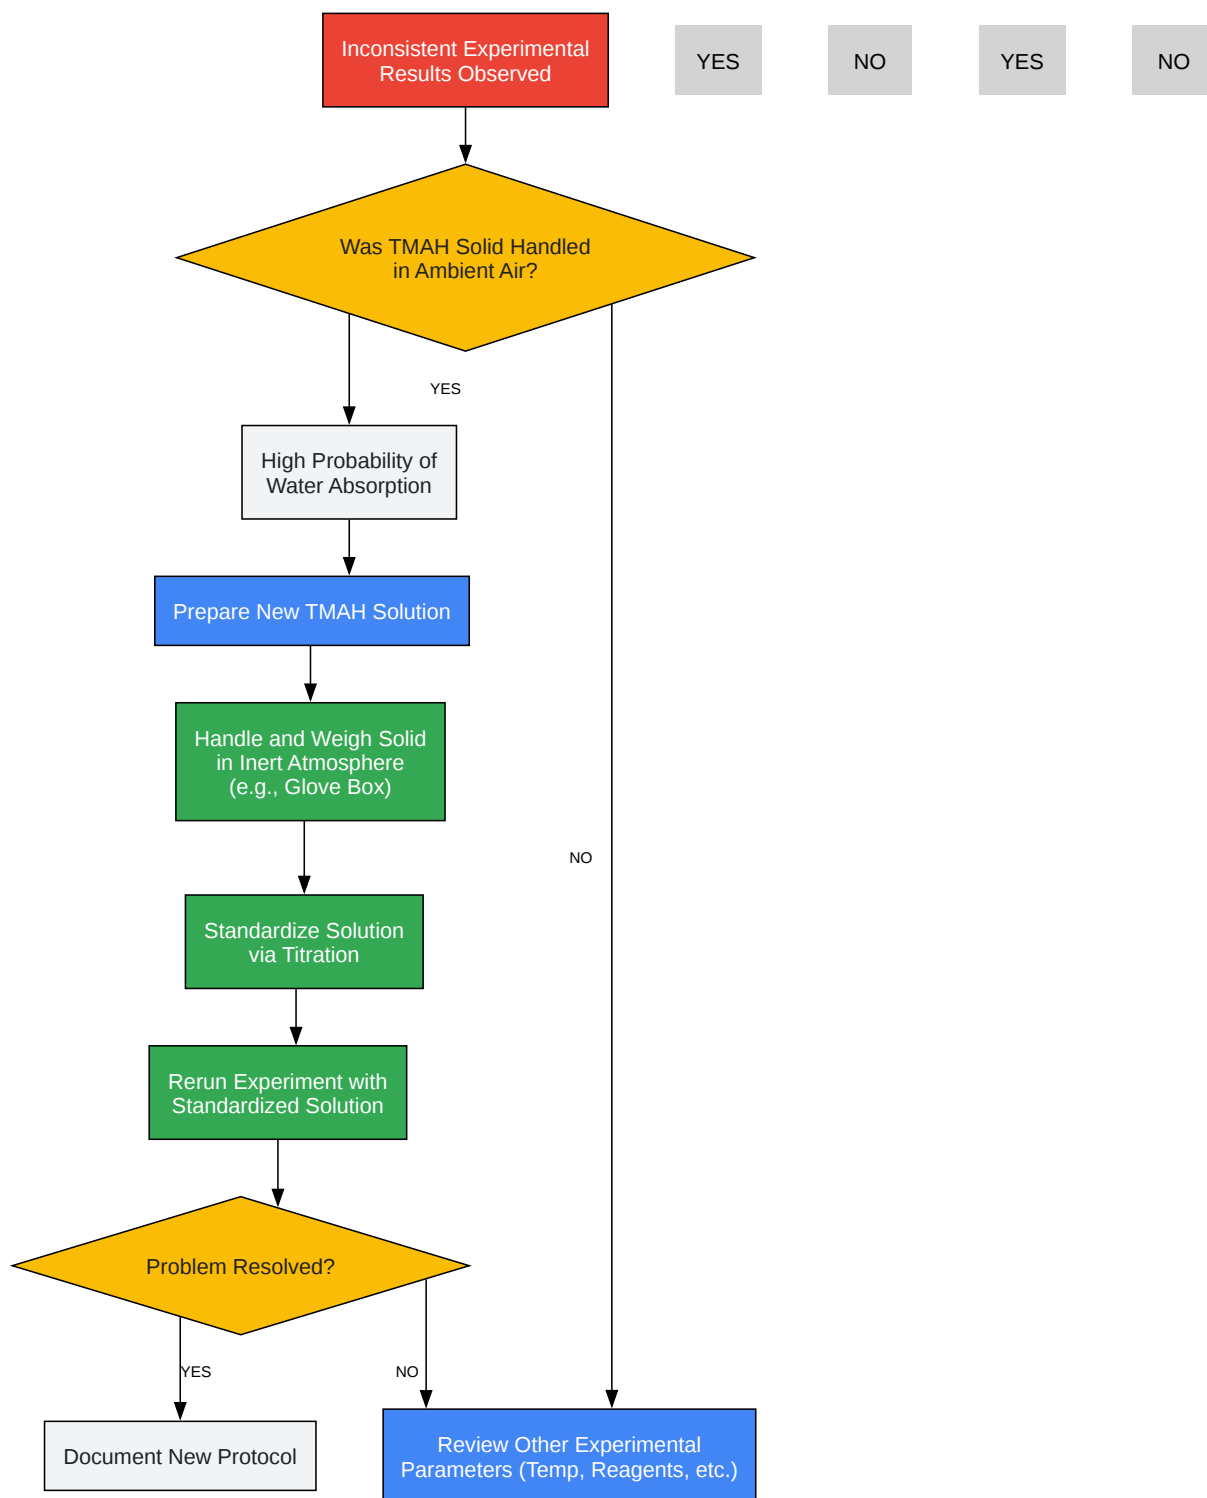 Inconsistent Experimental
Results Observed
YES
NO
YES
NO
Was TMAH Solid Handled
in Ambient Air?
YES
High Probability of
Water Absorption
Prepare New TMAH Solution
Handle and Weigh Solid
in Inert Atmosphere
(e.g., Glove Box)
NO
Standardize Solution
via Titration
Rerun Experiment with
Standardized Solution
Problem Resolved?
YES
NO
Document New Protocol
Review Other Experimental
Parameters (Temp, Reagents, etc.)